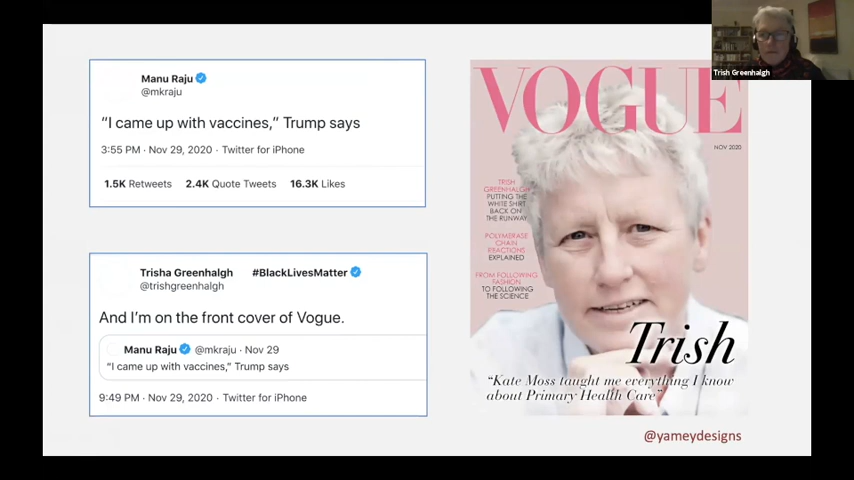 Trish Greenhalgh
Manu Raju
@mkraju
“I came up with vaccines,” Trump says
3:55 PM · Nov 29, 2020 · Twitter for iPhone
1.5K Retweets 2.4K Quote Tweets 16.3K Likes
Trisha Greenhalgh #BlackLivesMatter
@trishgreenhalgh
And I’m on the front cover of Vogue.
Manu Raju @mkraju · Nov 29
“I came up with vaccines,” Trump says
9:49 PM · Nov 29, 2020 · Twitter for iPhone
VOGUE
NOV 2020
TRISH
GREENHALGH
PUTTING THE
WHITE SHIRT
BACK ON
THE RUNWAY
POLYMERASE
CHAIN
REACTIONS
EXPLAINED
FROM FOLLOWING
FASHION
TO FOLLOWING
THE SCIENCE
Trish
“Kate Moss taught me everything I know
about Primary Health Care”
@yameydesigns